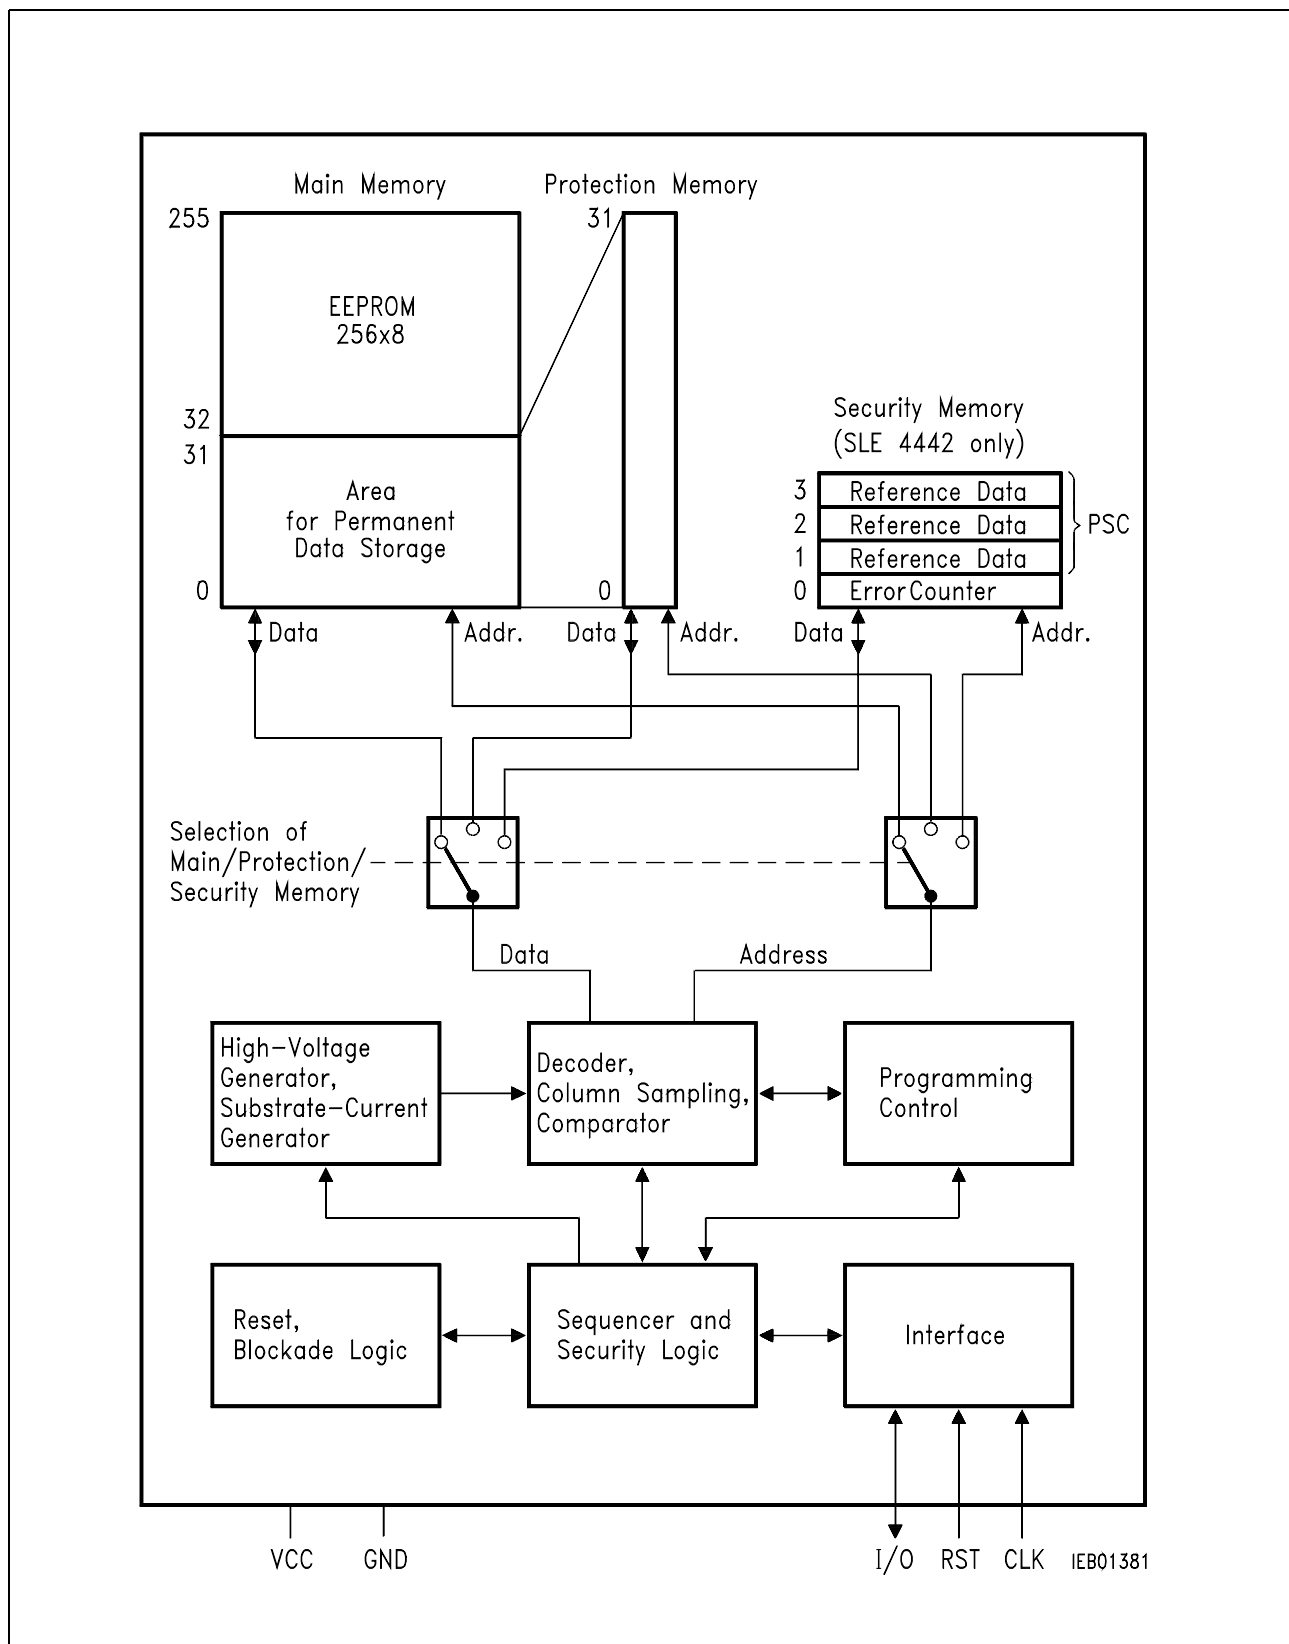 Main Memory
Protection Memory
255
31
EEPROM
256x8
32
31
Security Memory
(SLE 4442 only)
Area
for Permanent
Data Storage
3
Reference Data
2
Reference Data
PSC
1
Reference Data
0
0
0
ErrorCounter
Data
Addr.
Data
Addr.
Data
Addr.
Selection of
Main/Protection/
Security Memory
Data
Address
High-Voltage
Generator,
Substrate-Current
Generator
Decoder,
Column Sampling,
Comparator
Programming
Control
Reset,
Blockade Logic
Sequencer and
Security Logic
Interface
VCC
GND
I/O
RST
CLK
IEB01381